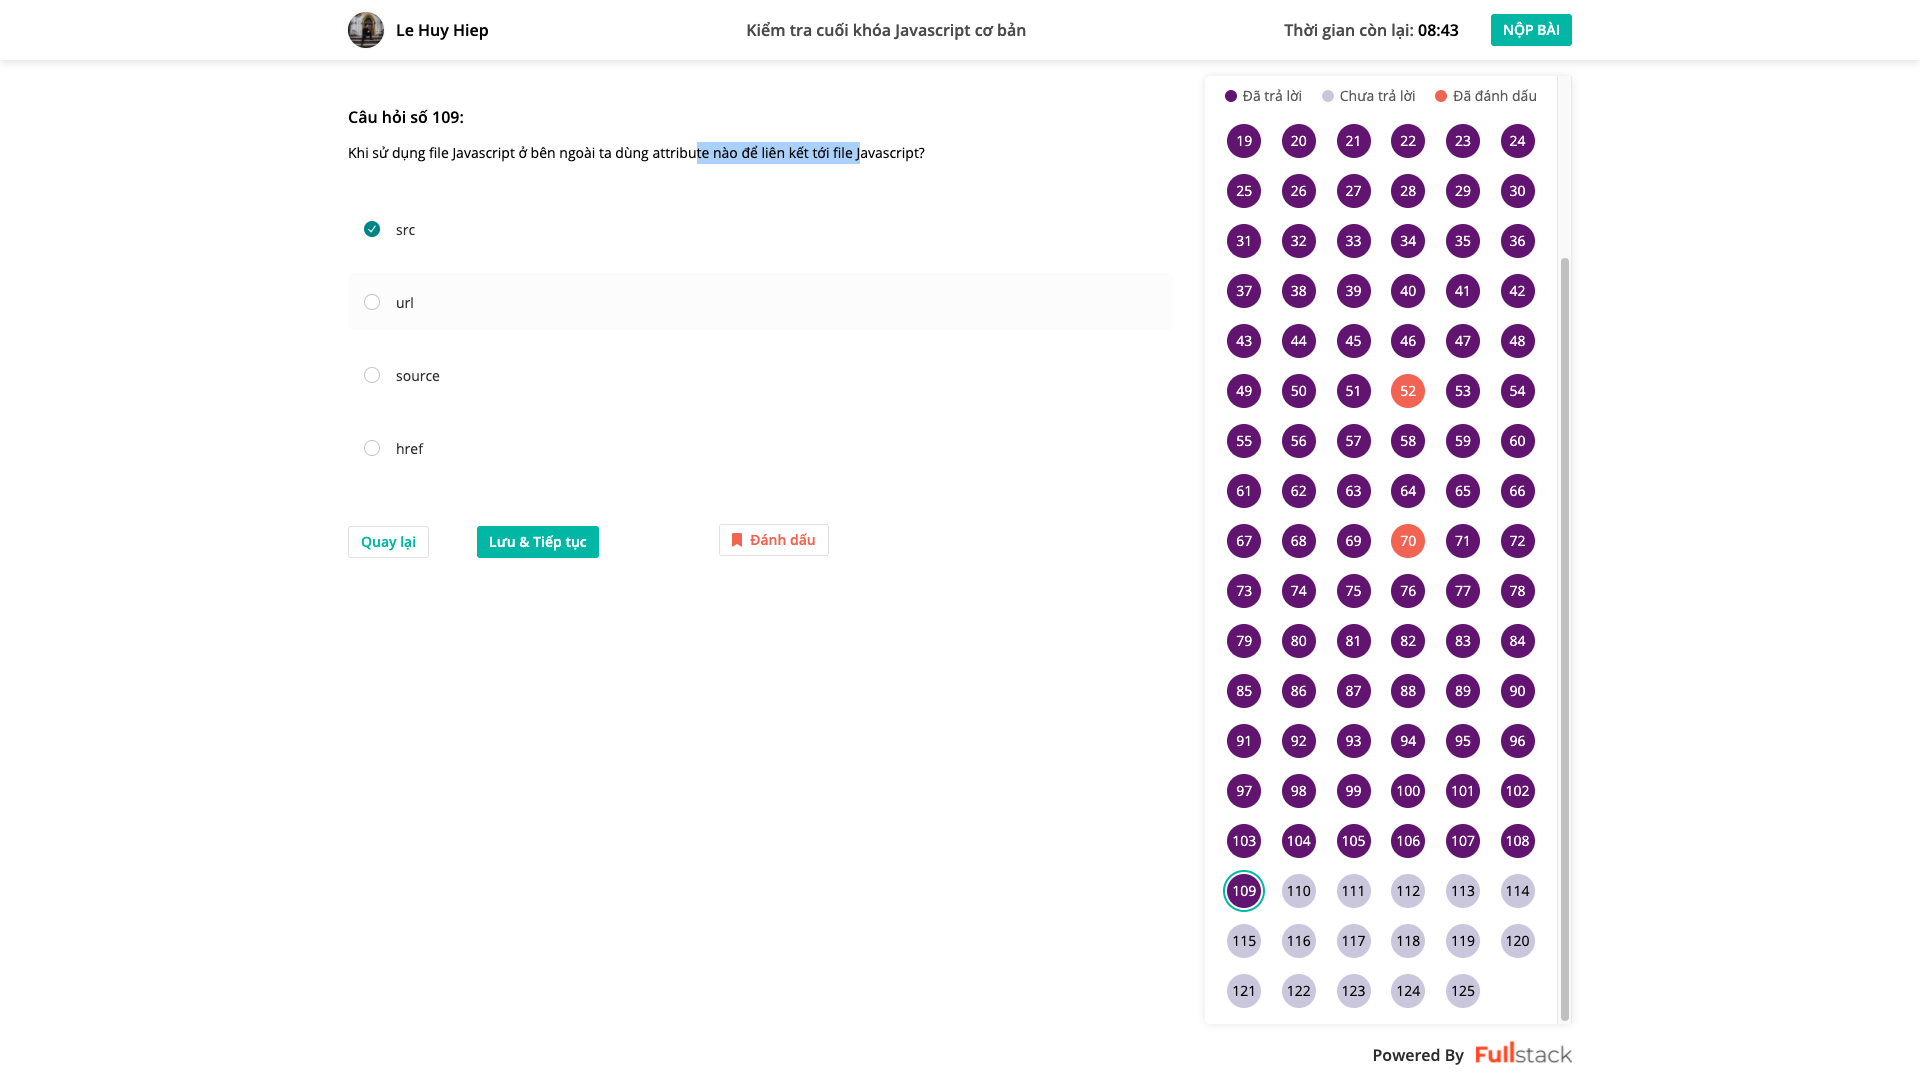 Le Huy Hiep
Kiểm tra cuối khóa Javascript cơ bản
Thời gian còn lại: 08:43
NỘP BÀI
Câu hỏi số 109:
Khi sử dụng file Javascript ở bên ngoài ta dùng attribute nào để liên kết tới file Javascript?
src
url
source
href
Quay lại
Lưu & Tiếp tục
Đánh dấu
Đã trả lời
Chưa trả lời
Đã đánh dấu
19 20 21 22 23 24
25 26 27 28 29 30
31 32 33 34 35 36
37 38 39 40 41 42
43 44 45 46 47 48
49 50 51 52 53 54
55 56 57 58 59 60
61 62 63 64 65 66
67 68 69 70 71 72
73 74 75 76 77 78
79 80 81 82 83 84
85 86 87 88 89 90
91 92 93 94 95 96
97 98 99 100 101 102
103 104 105 106 107 108
109 110 111 112 113 114
115 116 117 118 119 120
121 122 123 124 125
Powered By Fullstack